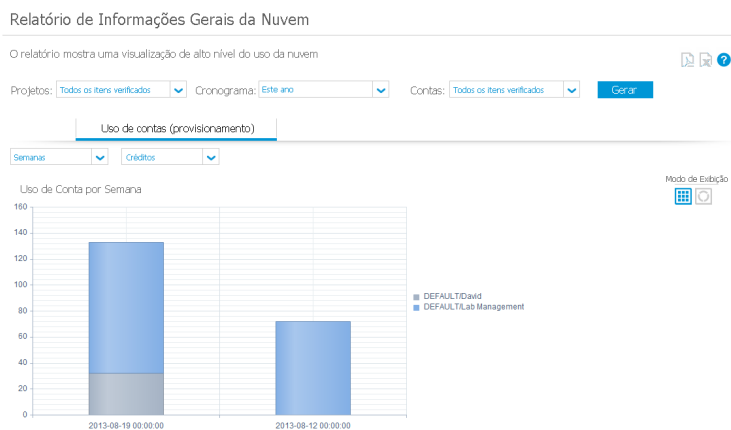 Relatório de Informações Gerais da Nuvem
O relatório mostra uma visualização de alto nível do uso da nuvem
?
Projetos: Todos os itens verificados Cronograma: Este ano Contas: Todos os itens verificados Gerar
Uso de contas (provisionamento)
Semanas Créditos
Modo de Exibição
Uso de Conta por Semana
160
140
120
100
80
60
40
20
0
DEFAULT/David
DEFAULT/Lab Management
2013-08-19 00:00:00 2013-08-12 00:00:00